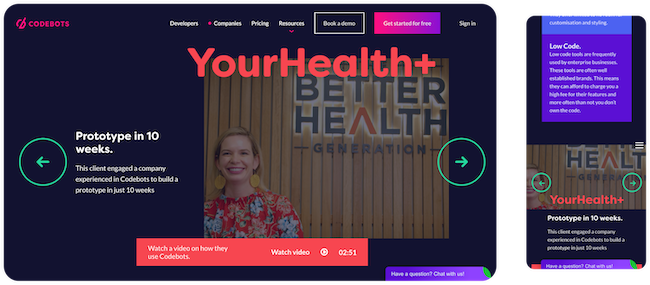 CODEBOTS
Developers
Companies
Pricing
Resources
Book a demo
Get started for free
Sign in
YourHealth+
BETTER
HEALTH
GENERATION
Prototype in 10
weeks.
This client engaged a company
experienced in Codebots to build a
prototype in just 10 weeks
Watch a video on how they
use Codebots.
Watch video
02:51
Have a question? Chat with us!
customisation and styling.
Low Code.
Low code tools are frequently
used by enterprise businesses.
These tools are often well
established brands. This means
they can afford to charge you a
high fee for their features and
more often than not you don't
own the code.
YourHealth+
Prototype in 10 weeks.
This client engaged a company
experienced in Codebots to build a
prototype in just 10 weeks
Have a question? Chat with us!